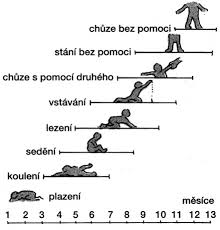 chůze bez pomoci
stání bez pomoci
chůze s pomocí druhého
vstávání
lezení
sedění
koulení
plazení
měsíce
1 2 3 4 5 6 7 8 9 10 11 12 13